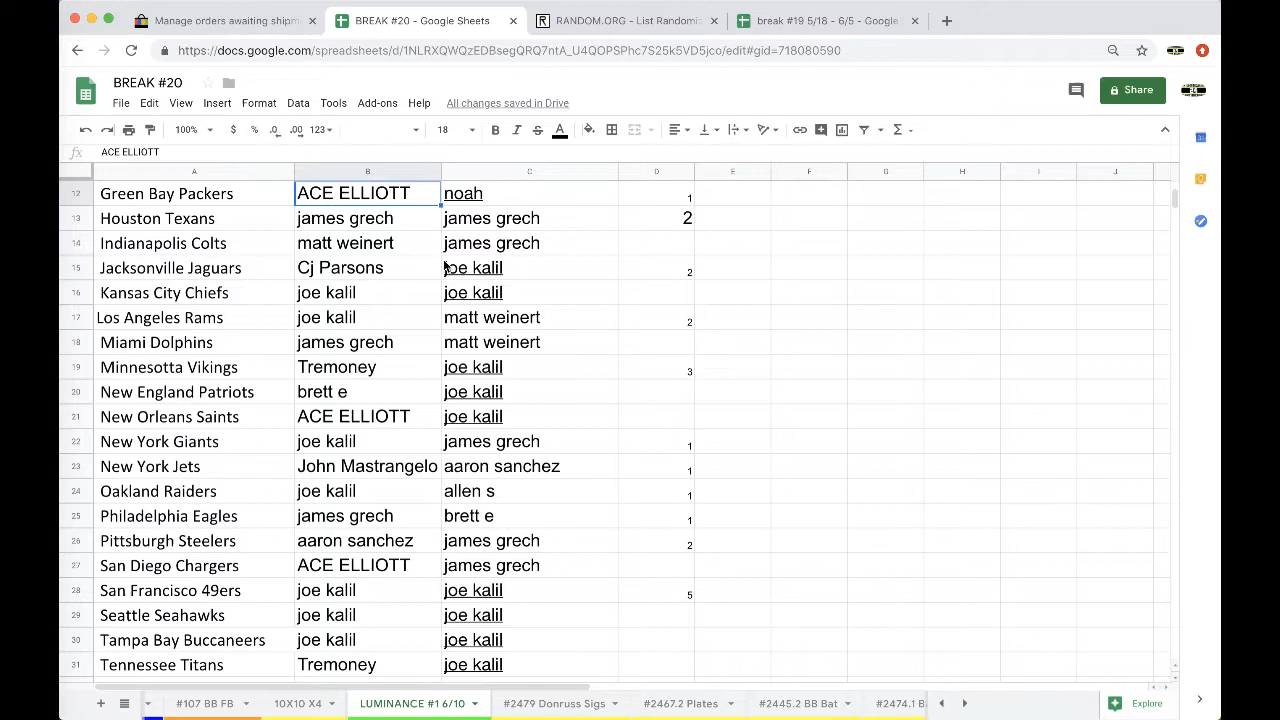 Manage orders awaiting shipm
BREAK #20 - Google Sheets
RANDOM.ORG - List Randomi
break #19 5/18 - 6/5 - Google
https://docs.google.com/spreadsheets/d/1NLRXQWQzEDBsegQRQ7ntA_U4QOPSPhc7S25k5VD5jco/edit#gid=718080590
BREAK #20
File Edit View Insert Format Data Tools Add-ons Help All changes saved in Drive
Share
100% $ % .0 .00 123 18 B I S A
fx ACE ELLIOTT
A B C D E F G H I J
12 Green Bay Packers ACE ELLIOTT noah 1
13 Houston Texans james grech james grech 2
14 Indianapolis Colts matt weinert james grech
15 Jacksonville Jaguars Cj Parsons joe kalil 2
16 Kansas City Chiefs joe kalil joe kalil
17 Los Angeles Rams joe kalil matt weinert 2
18 Miami Dolphins james grech matt weinert
19 Minnesotta Vikings Tremoney joe kalil 3
20 New England Patriots brett e joe kalil
21 New Orleans Saints ACE ELLIOTT joe kalil
22 New York Giants joe kalil james grech 1
23 New York Jets John Mastrangelo aaron sanchez 1
24 Oakland Raiders joe kalil allen s 1
25 Philadelphia Eagles james grech brett e 1
26 Pittsburgh Steelers aaron sanchez james grech 2
27 San Diego Chargers ACE ELLIOTT james grech
28 San Francisco 49ers joe kalil joe kalil 5
29 Seattle Seahawks joe kalil joe kalil
30 Tampa Bay Buccaneers joe kalil joe kalil
31 Tennessee Titans Tremoney joe kalil
#107 BB FB 10X10 X4 LUMINANCE #1 6/10 #2479 Donruss Sigs #2467.2 Plates #2445.2 BB Bat #2474.1 B
Explore